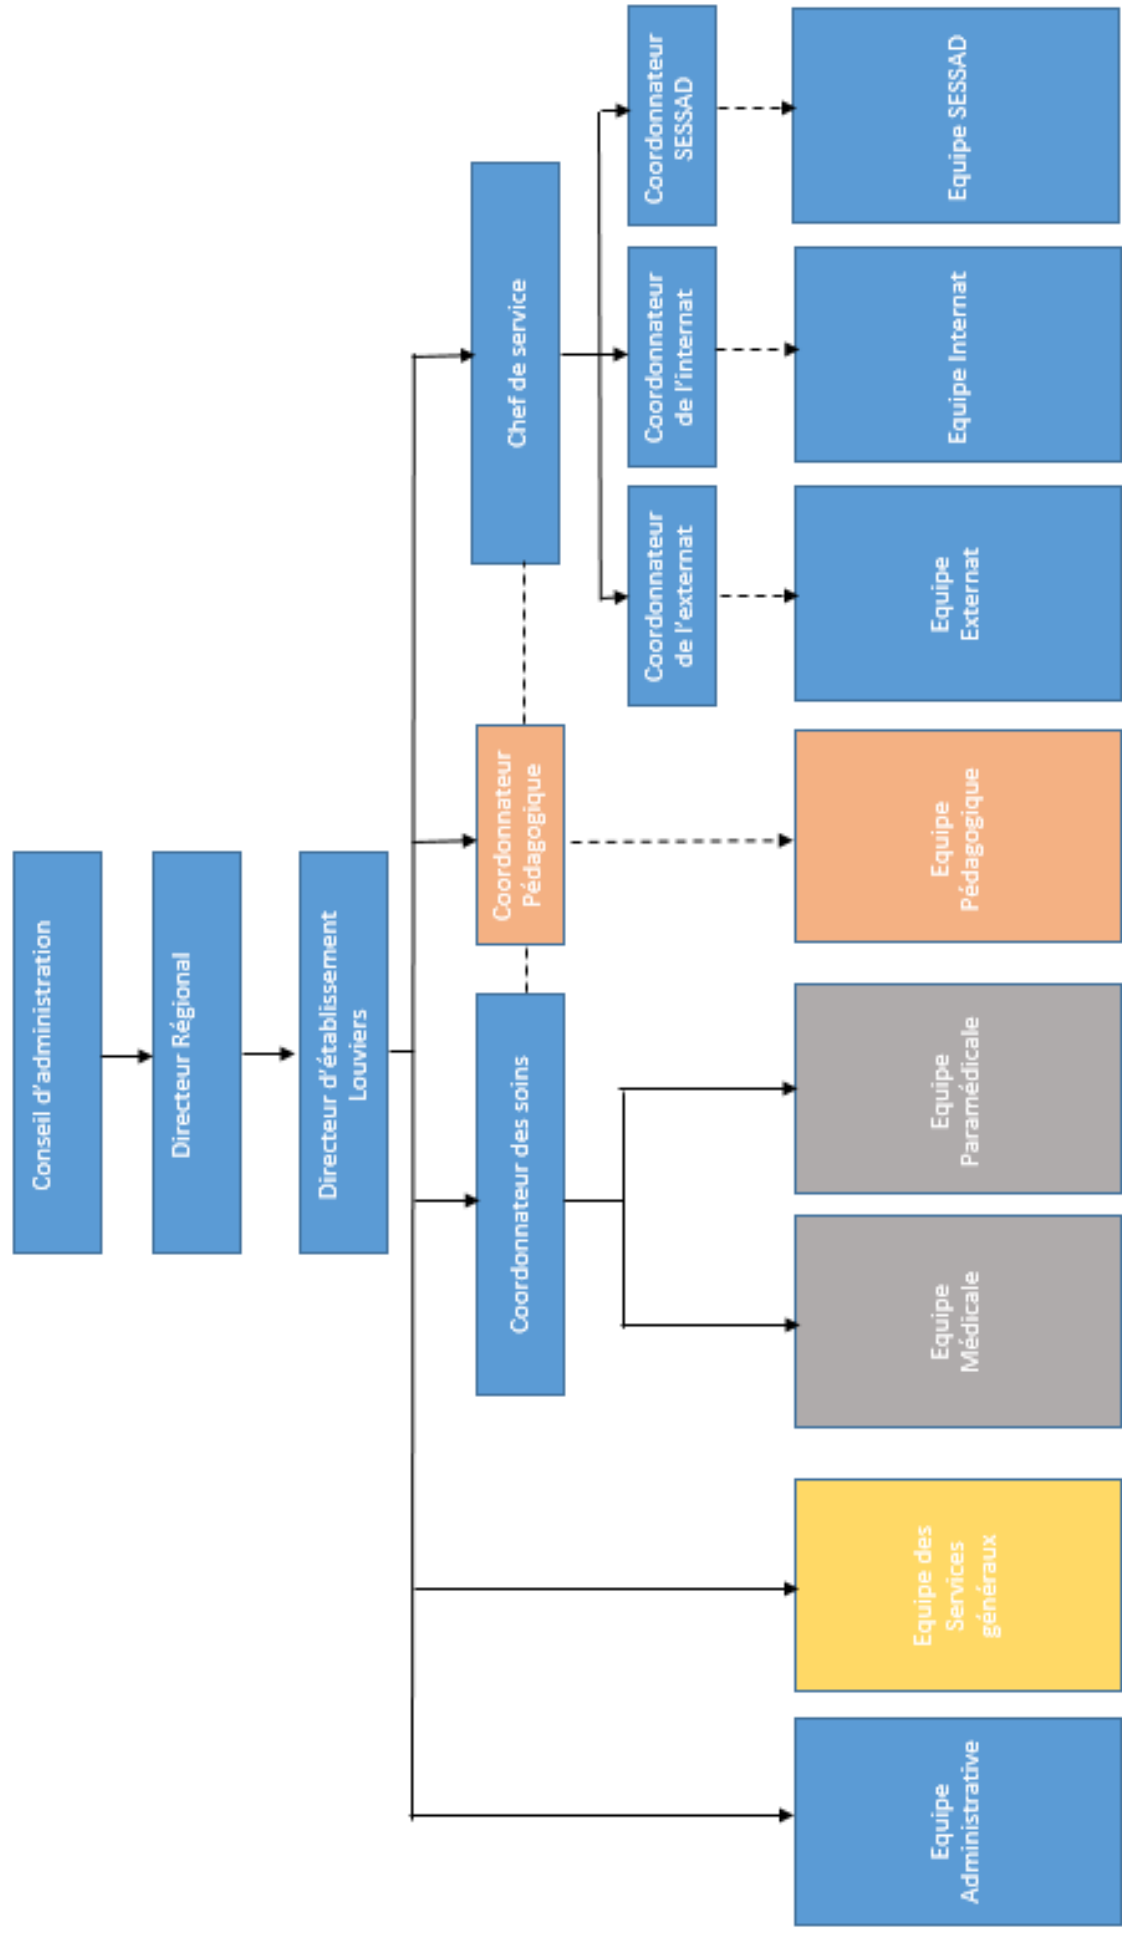 Conseil d'administration
Directeur Régional
Directeur d'établissement
Louviers
Coordonnateur des soins
Coordonnateur
Pédagogique
Chef de service
Coordonnateur
de l'externat
Coordonnateur
de l'internat
Coordonnateur
SESSAD
Equipe
Administrative
Equipe des
Services
généraux
Equipe
Médicale
Equipe
Paramédicale
Equipe
Pédagogique
Equipe
Externat
Equipe Internat
Equipe SESSAD